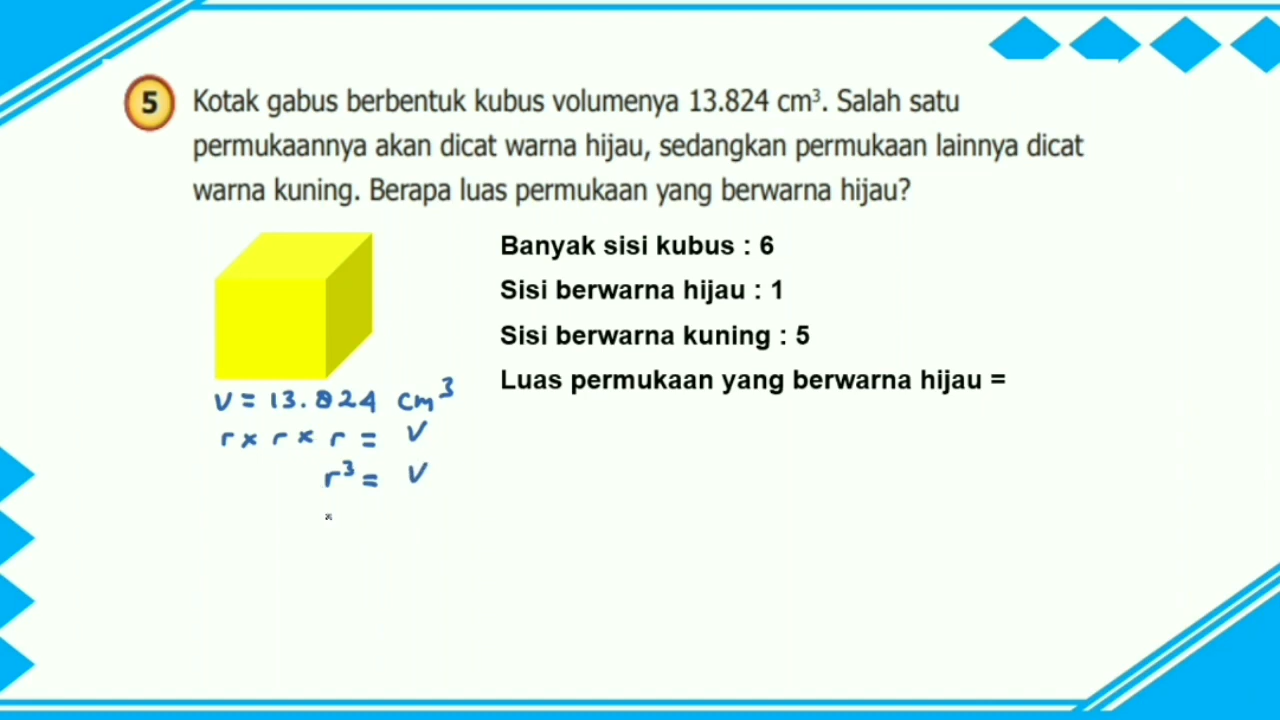 5 Kotak gabus berbentuk kubus volumenya 13.824 cm³. Salah satu
permukaannya akan dicat warna hijau, sedangkan permukaan lainnya dicat
warna kuning. Berapa luas permukaan yang berwarna hijau?
Banyak sisi kubus : 6
Sisi berwarna hijau : 1
Sisi berwarna kuning : 5
Luas permukaan yang berwarna hijau =
V = 13.824 cm³
r × r × r = V
r³ = V